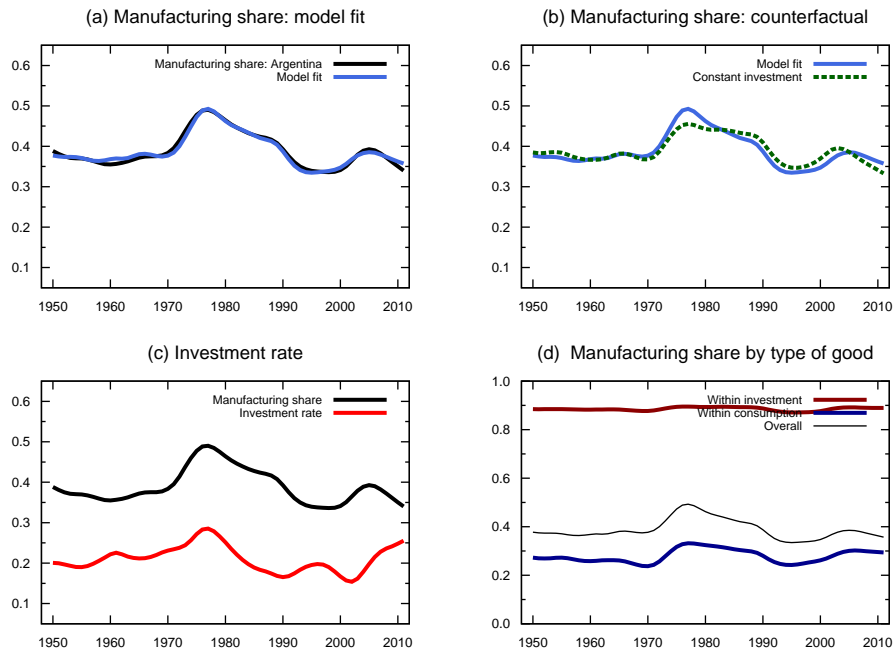 (a) Manufacturing share: model fit
0.6
0.5
0.4
0.3
0.2
0.1
Manufacturing share: Argentina
Model fit
1950 1960 1970 1980 1990 2000 2010
(b) Manufacturing share: counterfactual
0.6
0.5
0.4
0.3
0.2
0.1
Model fit
Constant investment
1950 1960 1970 1980 1990 2000 2010
(c) Investment rate
0.6
0.5
0.4
0.3
0.2
0.1
Manufacturing share
Investment rate
1950 1960 1970 1980 1990 2000 2010
(d) Manufacturing share by type of good
1.0
0.8
0.6
0.4
0.2
0.0
Within investment
Within consumption
Overall
1950 1960 1970 1980 1990 2000 2010